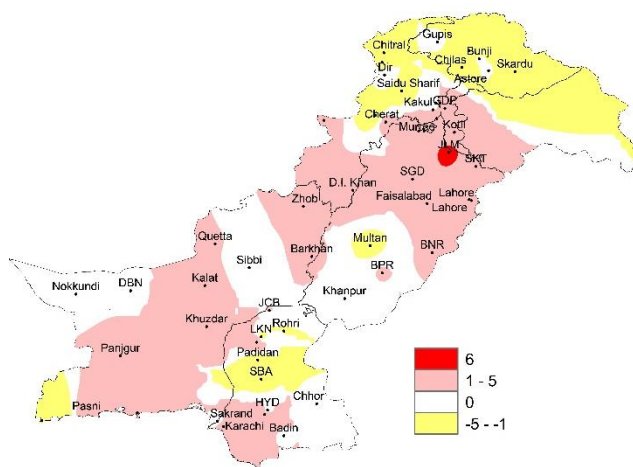 Gupis
Chitral
Bunji
Chilas
Skardu
Dir
Astore
Saidu Sharif
Kakul
GDP
Cherat
Murree
Kotli
JLM
SKT
SGD
D.I. Khan
Lahore
Faisalabad
Lahore
Zhob
Multan
Quetta
BNR
Barkhan
Sibbi
BPR
Kalat
DBN
Nokkundi
Khanpur
JCB
Khuzdar
Rohri
LKN
Panjgur
Padidan
SBA
Chhor
Pasni
HYD
Sakrand
Karachi
Badin
6
1 - 5
0
-5 - -1